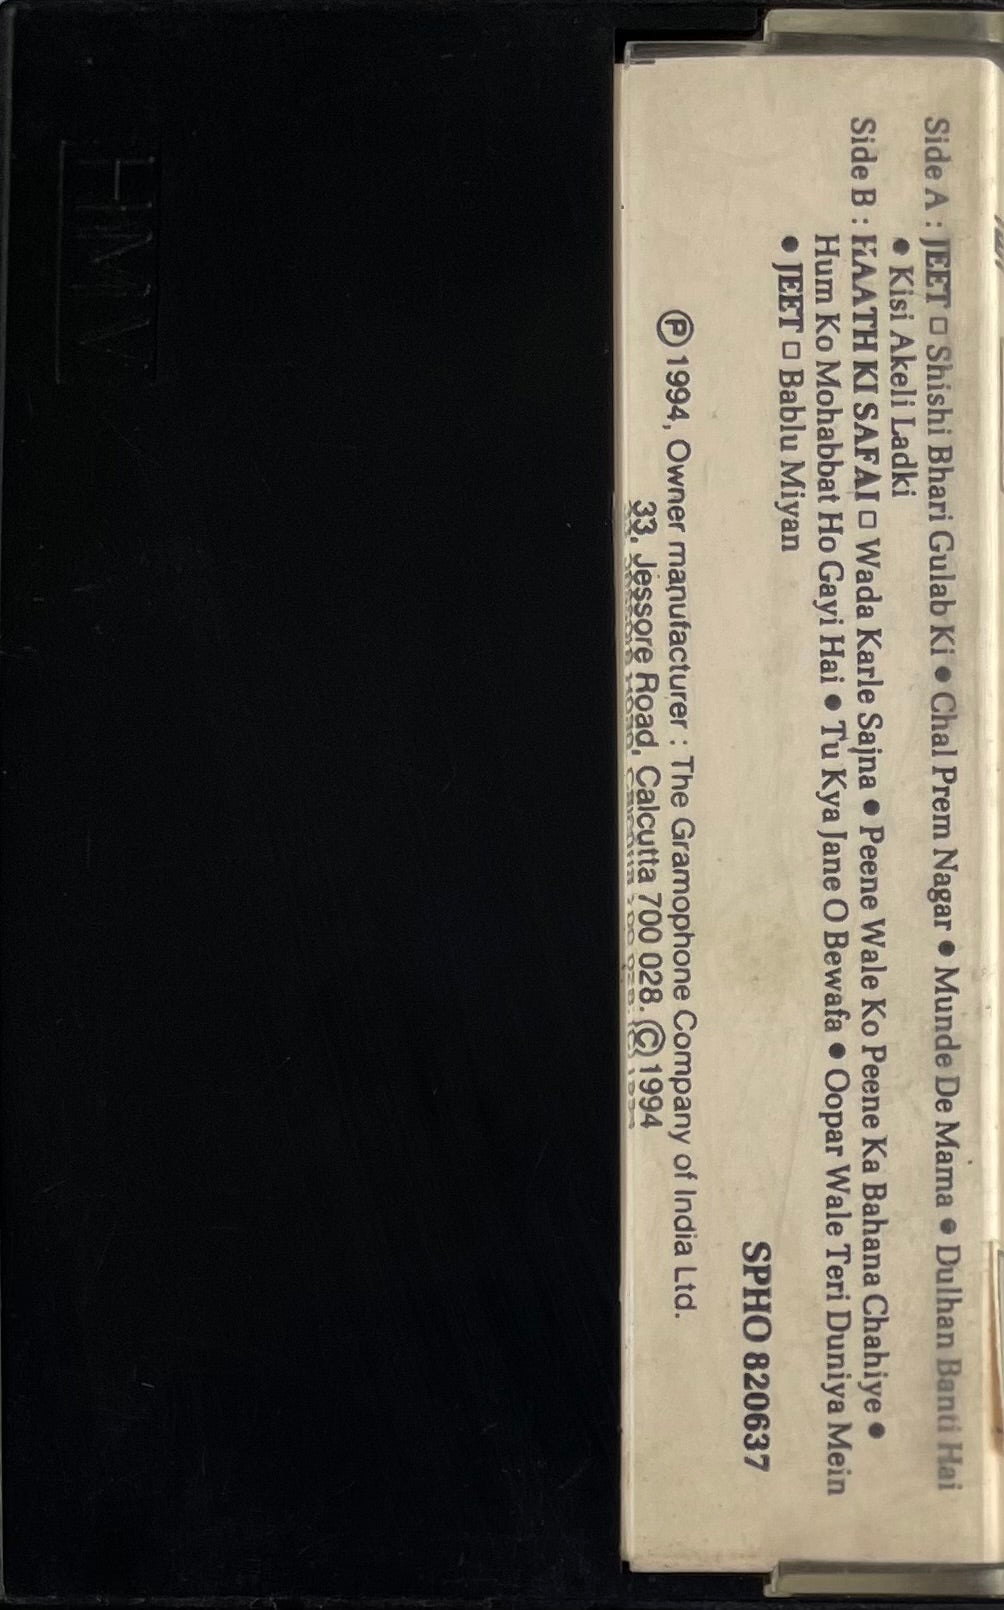 Side A : JEET □ Shishi Bhari Gulab Ki ● Chal Prem Nagar ● Munde De Mama ● Dulhan Banti Hai
● Kisi Akeli Ladki
Side B : HAATH KI SAFAI □ Wada Karle Sajna ● Peene Wale Ko Peene Ka Bahana Chahiye ●
Hum Ko Mohabbat Ho Gayi Hai ● Tu Kya Jane O Bewafa ● Oopar Wale Teri Duniya Mein
● JEET □ Bablu Miyan
SPHO 820637
Ⓟ 1994, Owner manufacturer : The Gramophone Company of India Ltd.
33, Jessore Road, Calcutta 700 028. © 1994
HMV